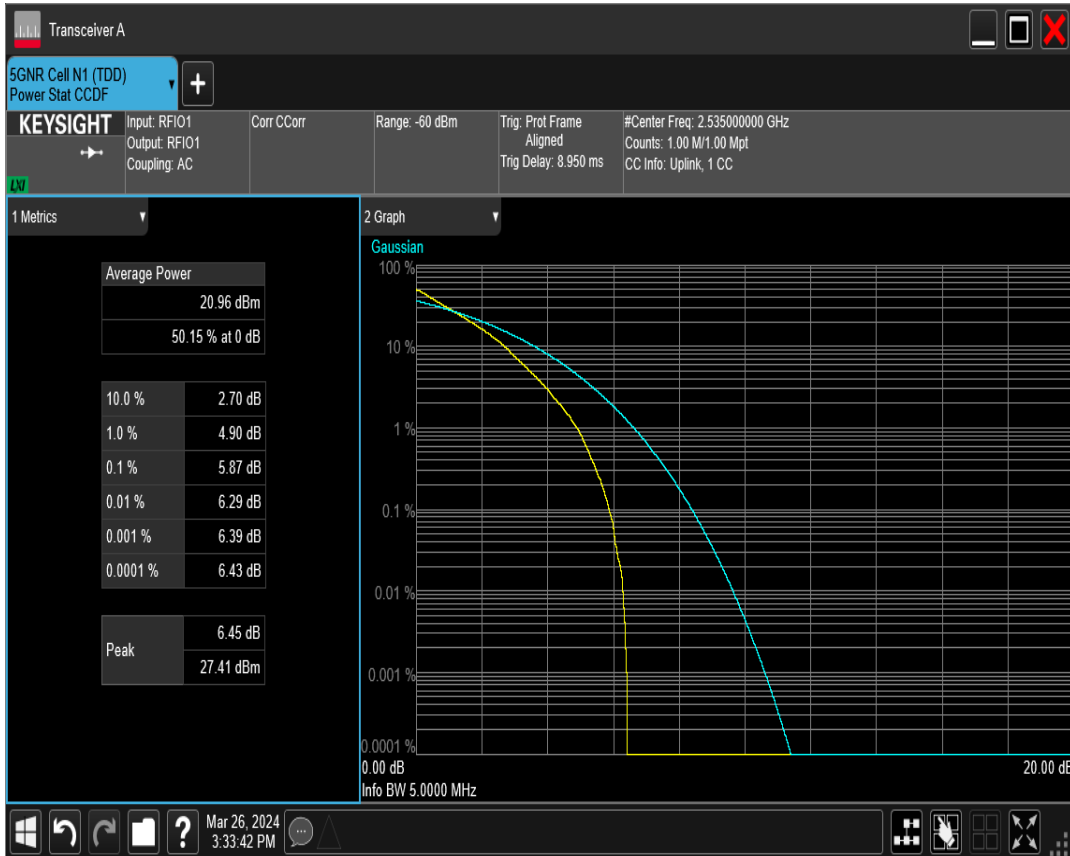 Transceiver A
5GNR Cell N1 (TDD)
Power Stat CCDF
+
KEYSIGHT
LXI
Input: RFIO1
Output: RFIO1
Coupling: AC
Corr CCorr
Range: -60 dBm
Trig: Prot Frame
Aligned
Trig Delay: 8.950 ms
#Center Freq: 2.535000000 GHz
Counts: 1.00 M/1.00 Mpt
CC Info: Uplink, 1 CC
1 Metrics
Average Power
20.96 dBm
50.15 % at 0 dB
10.0 % 2.70 dB
1.0 % 4.90 dB
0.1 % 5.87 dB
0.01 % 6.29 dB
0.001 % 6.39 dB
0.0001 % 6.43 dB
Peak
6.45 dB
27.41 dBm
2 Graph
Gaussian
100 %
10 %
1 %
0.1 %
0.01 %
0.001 %
0.0001 %
0.00 dB 20.00 dB
Info BW 5.0000 MHz
?
Mar 26, 2024
3:33:42 PM